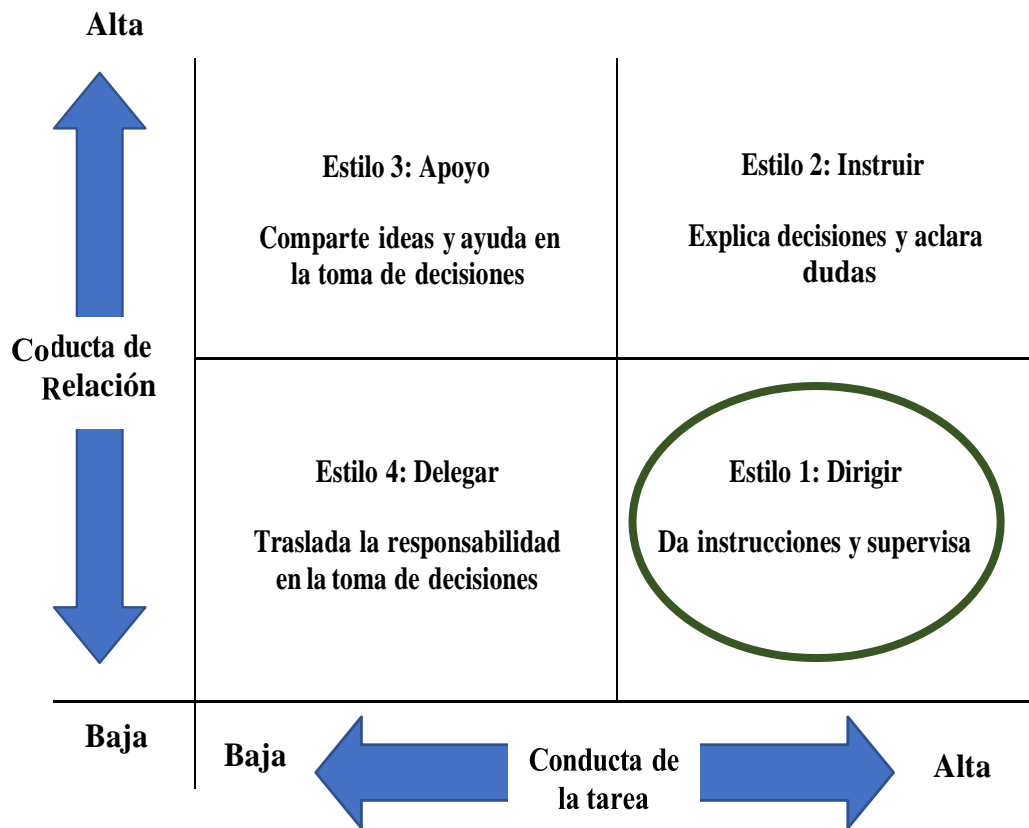 Alta
Estilo 3: Apoyo
Comparte ideas y ayuda en
la toma de decisiones
Estilo 2: Instruir
Explica decisiones y aclara
dudas
Coducta de
Relación
Estilo 4: Delegar
Traslada la responsabilidad
en la toma de decisiones
Estilo 1: Dirigir
Da instrucciones y supervisa
Baja
Baja
Conducta de
la tarea
Alta